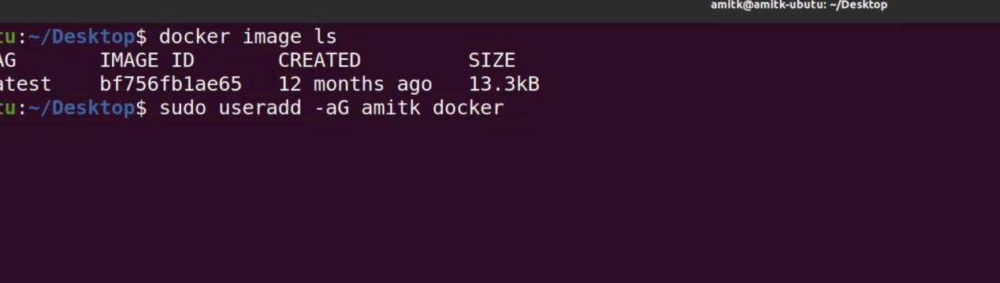 amitk@amitk-ubutu: ~/Desktop
tu:~/Desktop$ docker image ls
AG IMAGE ID CREATED SIZE
atest bf756fb1ae65 12 months ago 13.3kB
tu:~/Desktop$ sudo useradd -aG amitk docker